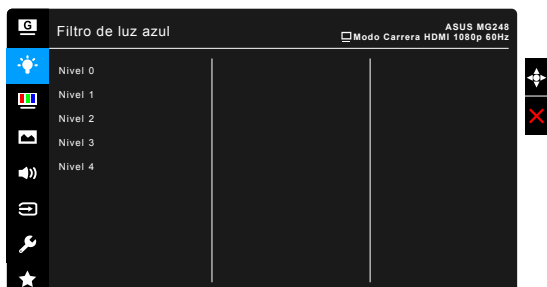 G
Filtro de luz azul
ASUS MG248
Modo Carrera HDMI 1080p 60Hz
Nivel 0
Nivel 1
Nivel 2
Nivel 3
Nivel 4